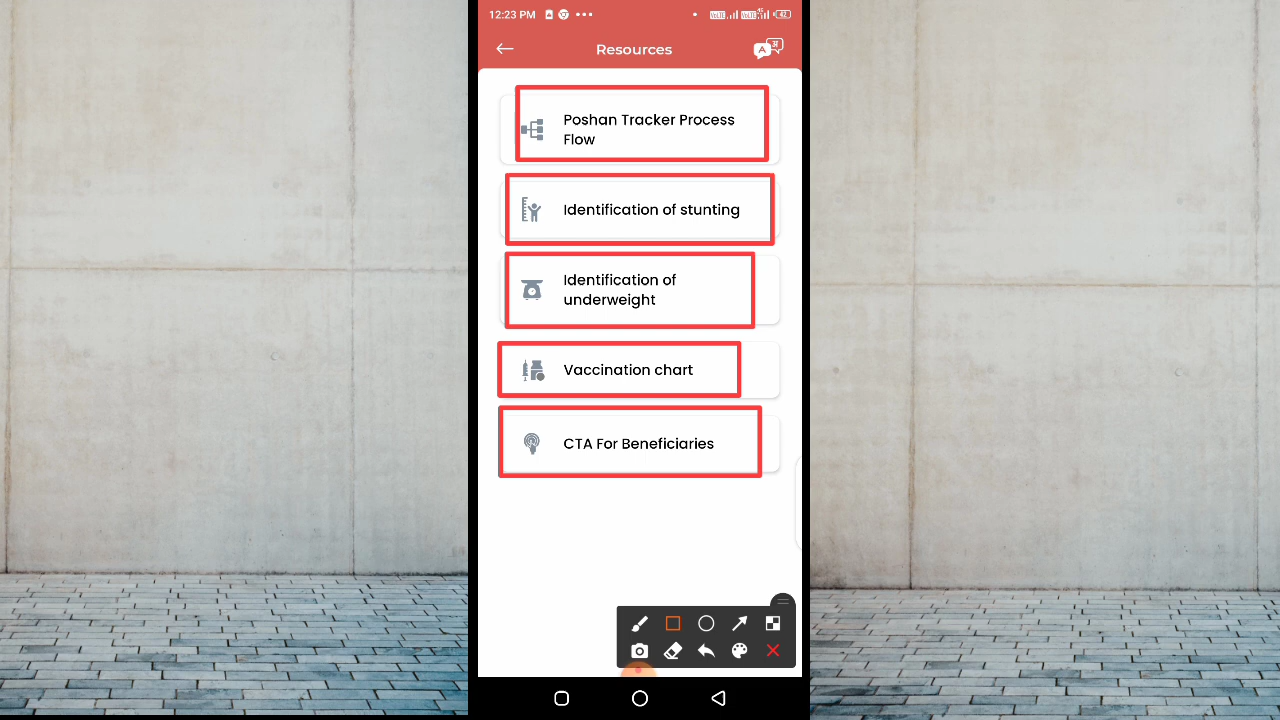 12:23 PM
Resources
Poshan Tracker Process
Flow
Identification of stunting
Identification of
underweight
Vaccination chart
CTA For Beneficiaries